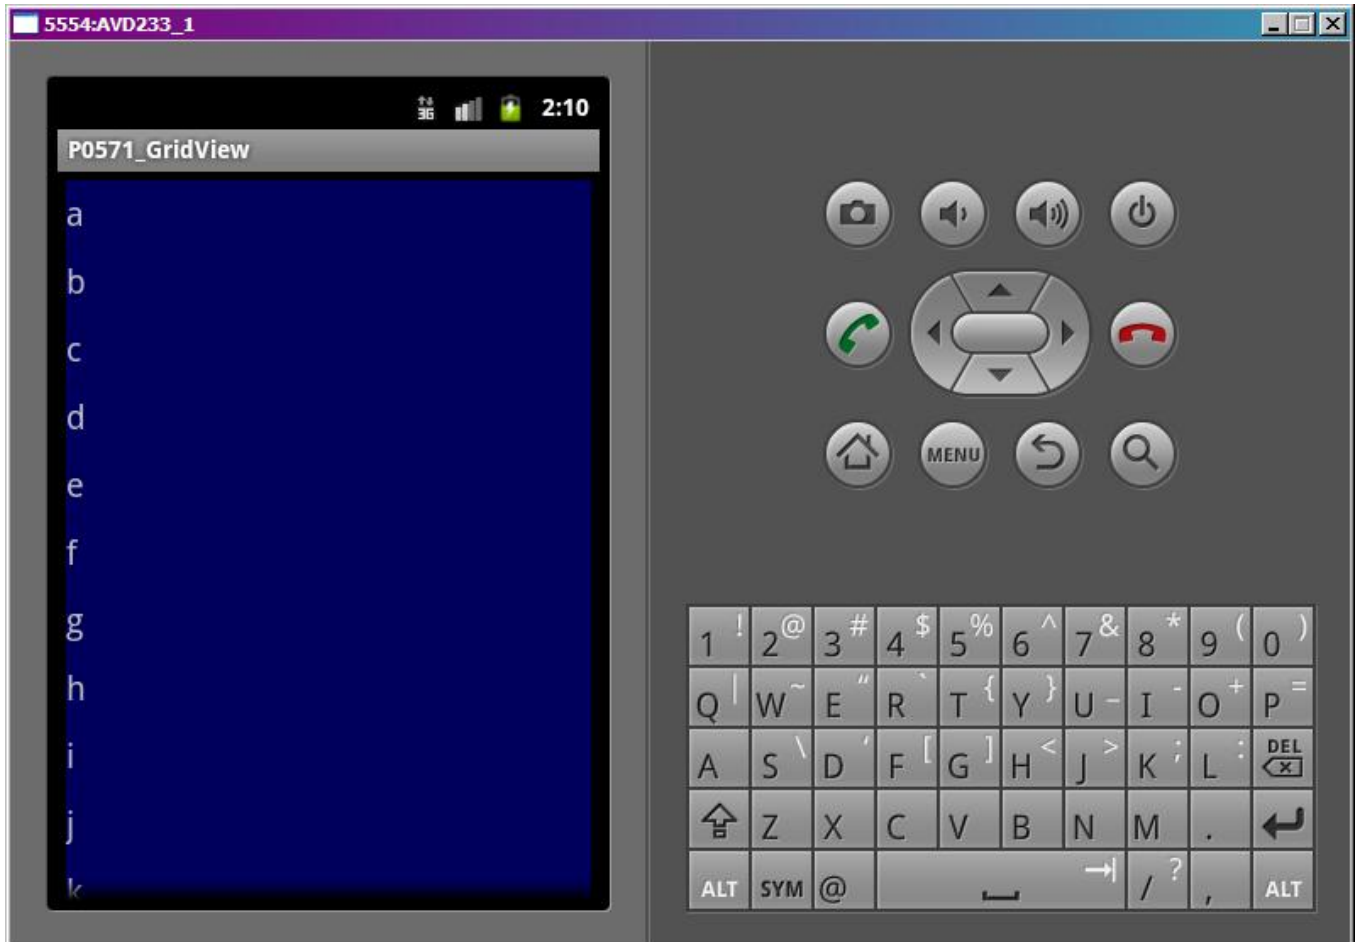 5554:AVD233_1
3G 2:10
P0571_GridView
a
b
c
d
e
f
g
h
i
j
k
MENU
1 ! 2 @ 3 # 4 $ 5 % 6 ^ 7 & 8 * 9 ( 0 )
Q | W ~ E " R ` T { Y } U _ I - O + P =
A S \ D ' F [ G ] H < J > K ; L : DEL
Z X C V B N M .
ALT SYM @ / ? , ALT